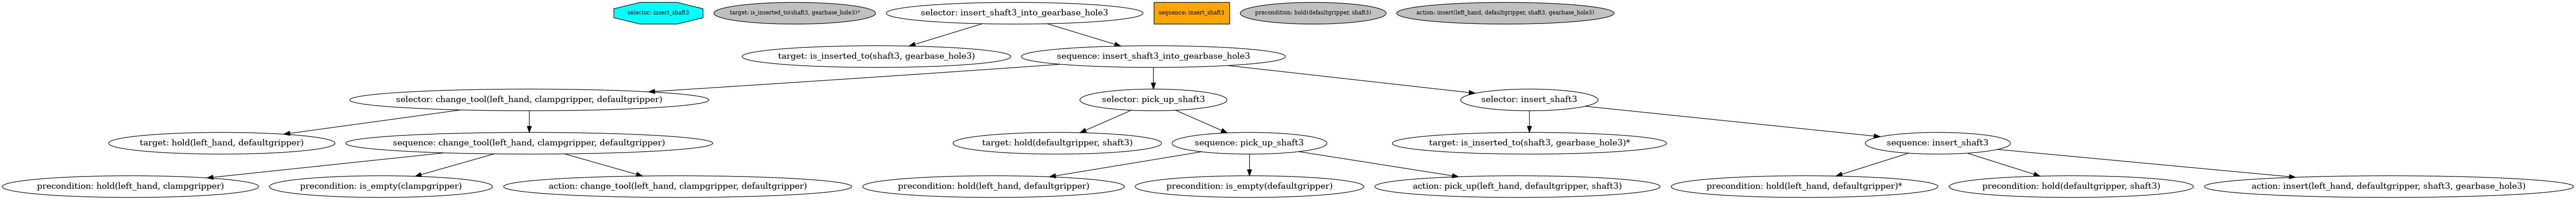 selector: insert_shaft3
target: is_inserted_to(shaft3, gearbase_hole3)*
selector: insert_shaft3_into_gearbase_hole3
sequence: insert_shaft3
precondition: hold(defaultgripper, shaft3)
action: insert(left_hand, defaultgripper, shaft3, gearbase_hole3)
target: is_inserted_to(shaft3, gearbase_hole3)
sequence: insert_shaft3_into_gearbase_hole3
selector: change_tool(left_hand, clampgripper, defaultgripper)
selector: pick_up_shaft3
selector: insert_shaft3
target: hold(left_hand, defaultgripper)
sequence: change_tool(left_hand, clampgripper, defaultgripper)
target: hold(defaultgripper, shaft3)
sequence: pick_up_shaft3
target: is_inserted_to(shaft3, gearbase_hole3)*
sequence: insert_shaft3
precondition: hold(left_hand, clampgripper)
precondition: is_empty(clampgripper)
action: change_tool(left_hand, clampgripper, defaultgripper)
precondition: hold(left_hand, defaultgripper)
precondition: is_empty(defaultgripper)
action: pick_up(left_hand, defaultgripper, shaft3)
precondition: hold(left_hand, defaultgripper)*
precondition: hold(defaultgripper, shaft3)
action: insert(left_hand, defaultgripper, shaft3, gearbase_hole3)